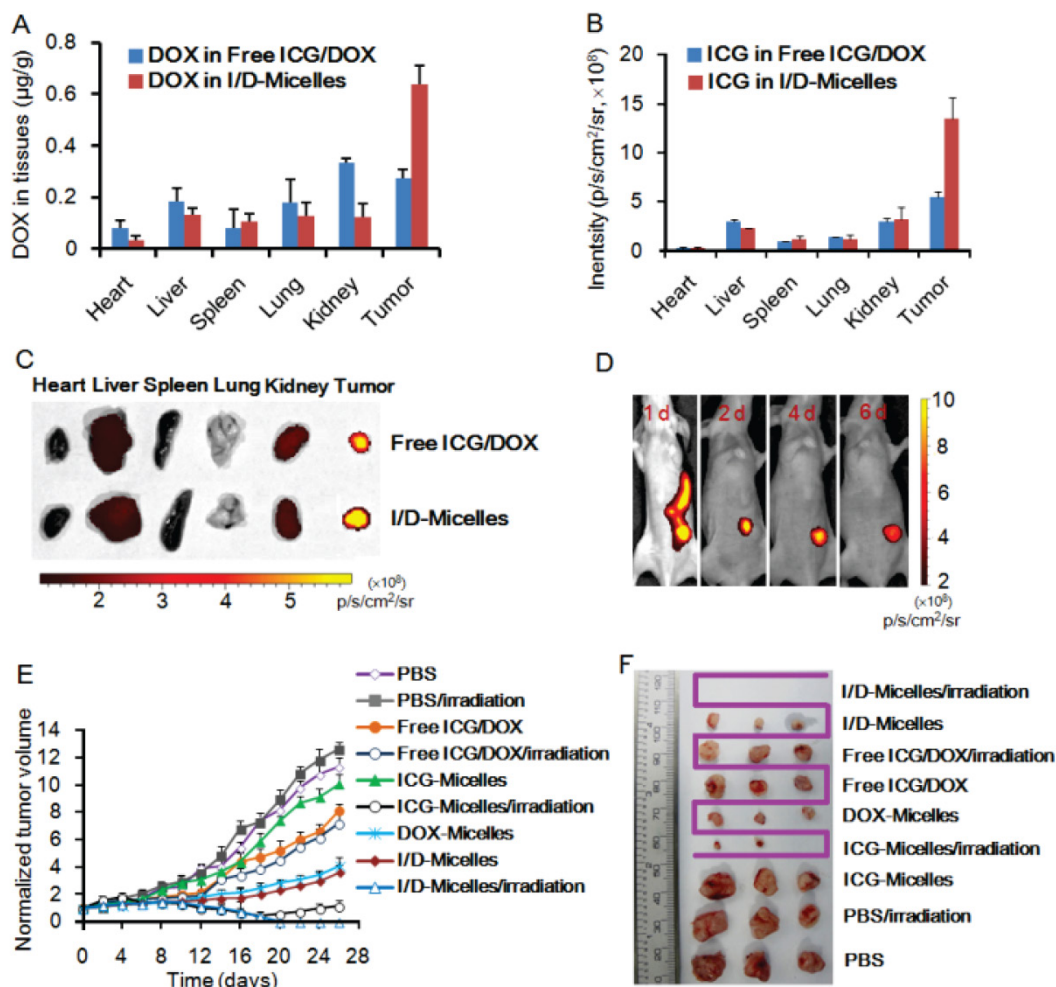 A
DOX in tissues (µg/g)
0.8
0.6
0.4
0.2
0
DOX in Free ICG/DOX
DOX in I/D-Micelles
Heart
Liver
Spleen
Lung
Kidney
Tumor
B
Inentsity (p/s/cm²/sr, ×10⁸)
20
15
10
5
0
ICG in Free ICG/DOX
ICG in I/D-Micelles
Heart
Liver
Spleen
Lung
Kidney
Tumor
C
Heart Liver Spleen Lung Kidney Tumor
Free ICG/DOX
I/D-Micelles
2 3 4 5
(×10⁸)
p/s/cm²/sr
D
1 d 2 d 4 d 6 d
10
8
6
4
2
(×10⁸)
p/s/cm²/sr
E
Normalized tumor volume
14
12
10
8
6
4
2
0
0 4 8 12 16 20 24 28
Time (days)
PBS
PBS/irradiation
Free ICG/DOX
Free ICG/DOX/irradiation
ICG-Micelles
ICG-Micelles/irradiation
DOX-Micelles
I/D-Micelles
I/D-Micelles/irradiation
F
I/D-Micelles/irradiation
I/D-Micelles
Free ICG/DOX/irradiation
Free ICG/DOX
DOX-Micelles
ICG-Micelles/irradiation
ICG-Micelles
PBS/irradiation
PBS